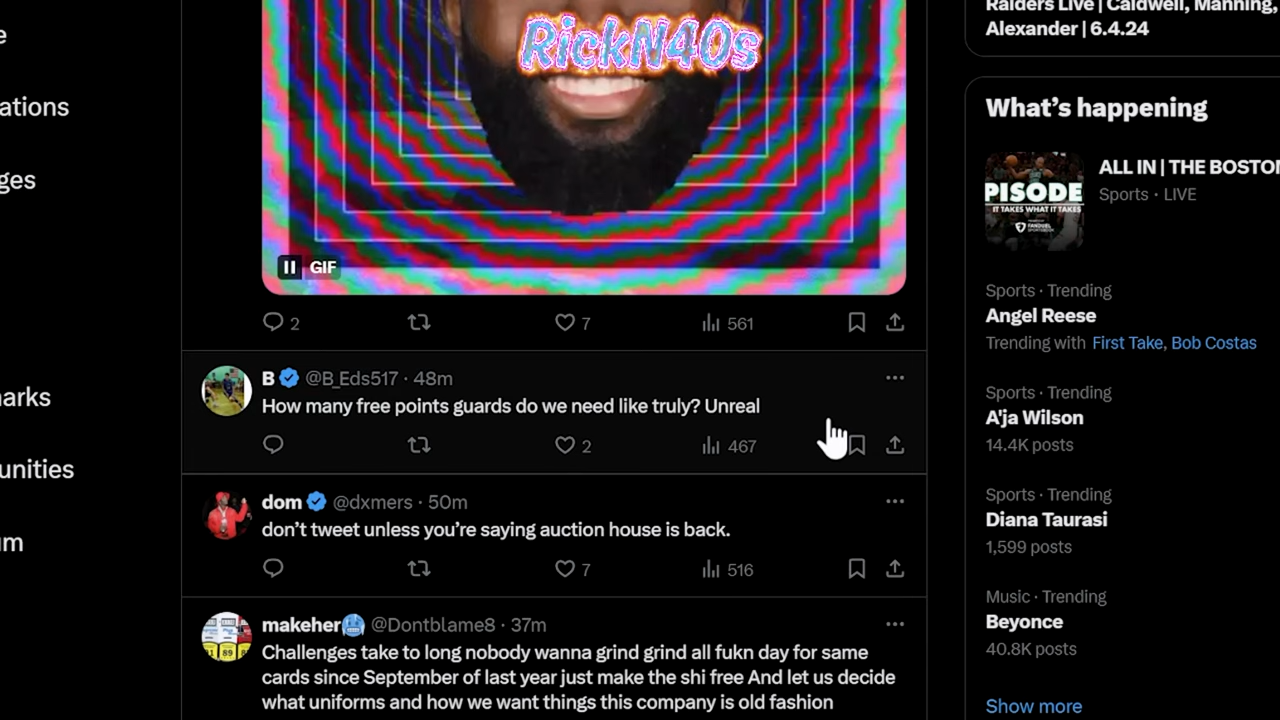 Raiders Live | Caldwell, Manning,
Alexander | 6.4.24
e
ations
ges
arks
unities
m
RickN40s
GIF
2
7
561
B @B_Eds517 · 48m
How many free points guards do we need like truly? Unreal
2
467
dom @dxmers · 50m
don’t tweet unless you’re saying auction house is back.
7
516
makeher @Dontblame8 · 37m
Challenges take to long nobody wanna grind grind all fukn day for same
cards since September of last year just make the shi free And let us decide
what uniforms and how we want things this company is old fashion
What’s happening
PISODE
IT TAKES WHAT IT TAKES
FANDUEL
SPORTSBOOK
ALL IN | THE BOSTO
Sports · LIVE
Sports · Trending
Angel Reese
Trending with First Take, Bob Costas
Sports · Trending
A'ja Wilson
14.4K posts
Sports · Trending
Diana Taurasi
1,599 posts
Music · Trending
Beyonce
40.8K posts
Show more